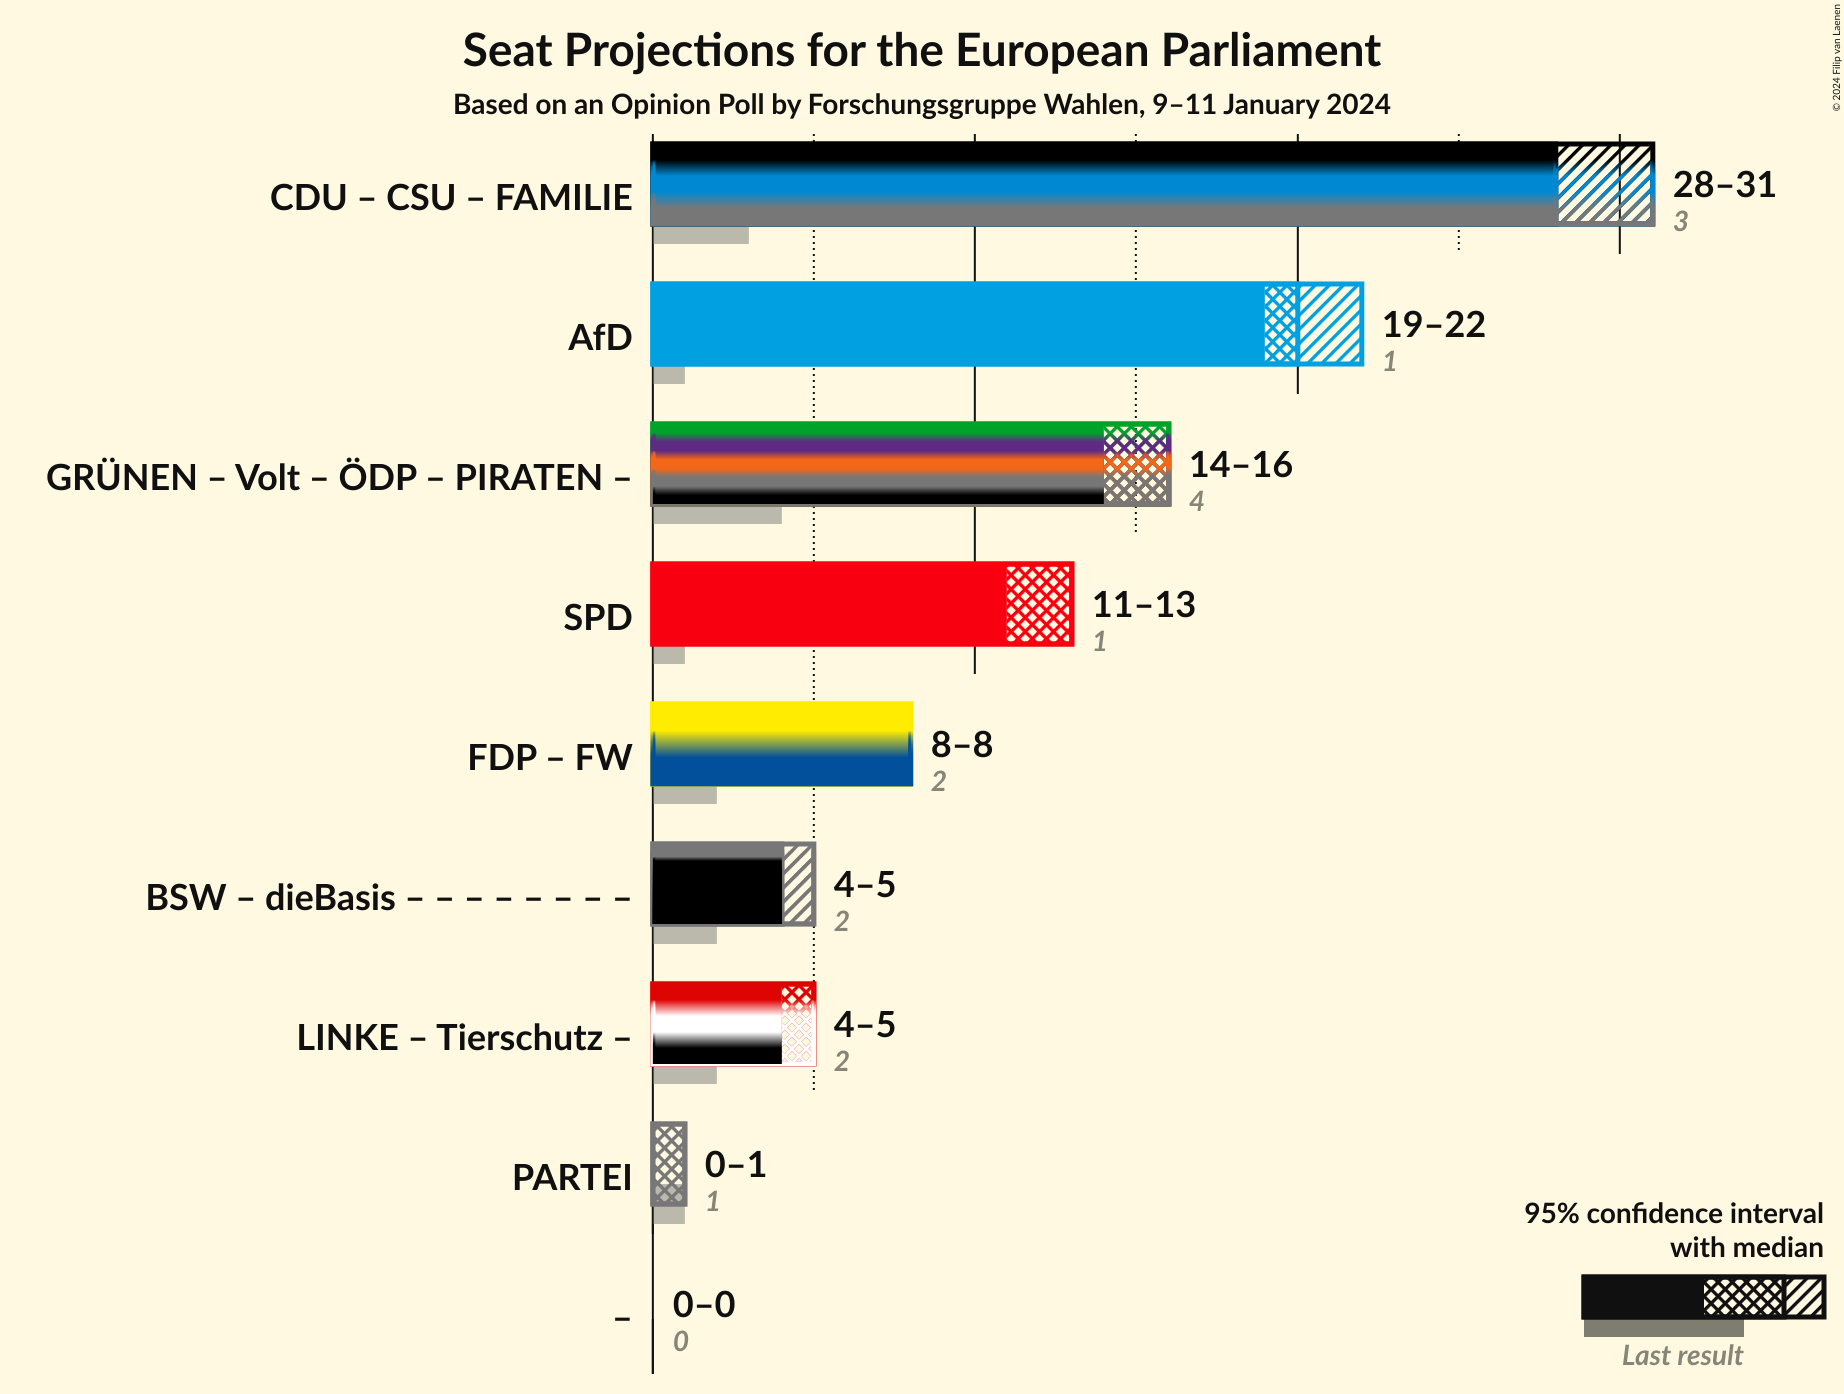 Seat Projections for the European Parliament
Based on an Opinion Poll by Forschungsgruppe Wahlen, 9–11 January 2024
© 2024 Filip van Laenen
CDU – CSU – FAMILIE
28–31
3
AfD
19–22
1
GRÜNEN – Volt – ÖDP – PIRATEN –
14–16
4
SPD
11–13
1
FDP – FW
8–8
2
BSW – dieBasis – – – – – – – –
4–5
2
LINKE – Tierschutz –
4–5
2
PARTEI
0–1
1
–
0–0
0
95% confidence interval
with median
Last result